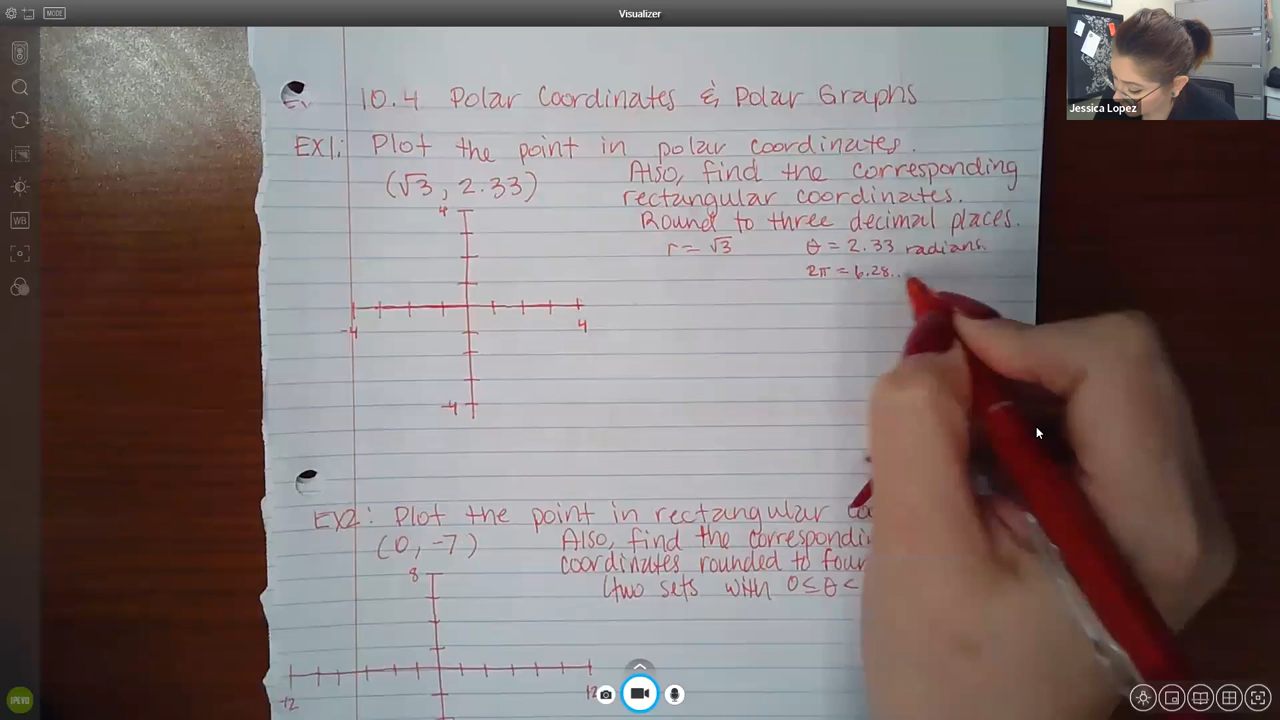 MODE
Visualizer
Jessica Lopez
WB
10.4 Polar Coordinates & Polar Graphs
EX1: Plot the point in polar coordinates.
(√3, 2.33)
Also, find the corresponding
rectangular coordinates.
Round to three decimal places.
r = √3
θ = 2.33 radians.
2π = 6.28..
4
-4
4
-4
EX2: Plot the point in rectangular
(0, -7)
Also, find the correspondi
coordinates rounded to four
(two sets with 0 ≤ θ <
8
-12
12
IPEVO